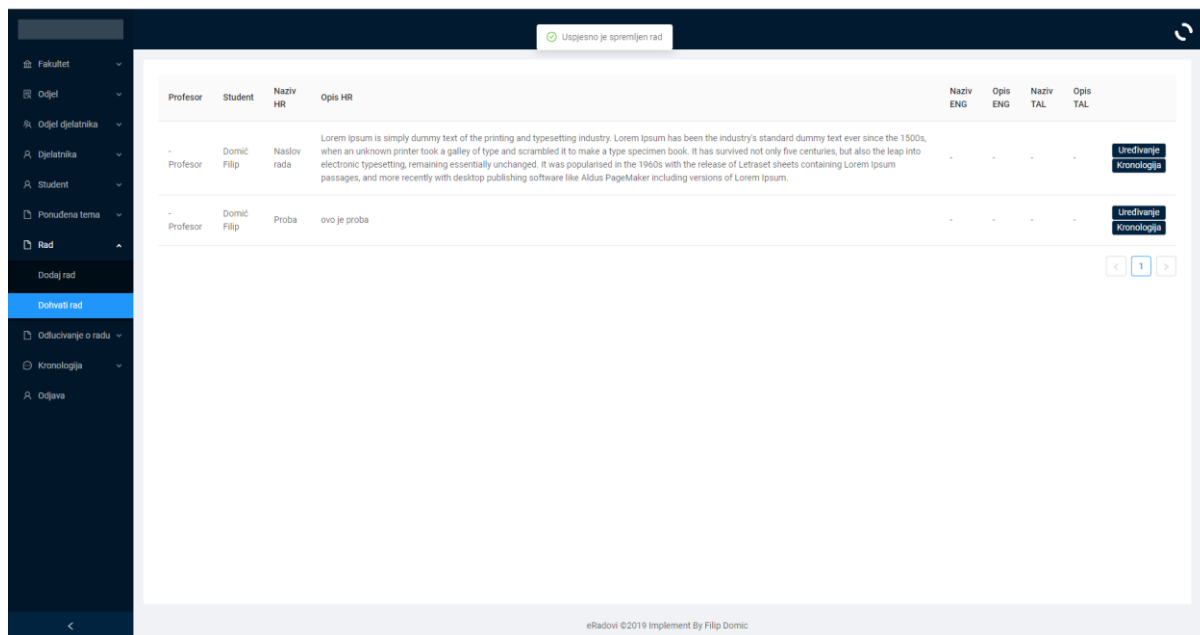 Uspjesno je spremljen rad
Fakultet
Odjel
Odjel djelatnika
Djelatnika
Student
Ponuđena tema
Rad
Dodaj rad
Dohvati rad
Odlucivanje o radu
Kronologija
Odjava
Profesor Student Naziv HR Opis HR Naziv ENG Opis ENG Naziv TAL Opis TAL
- Profesor
Domić Filip
Naslov rada
Lorem Ipsum is simply dummy text of the printing and typesetting industry. Lorem Ipsum has been the industry's standard dummy text ever since the 1500s,
when an unknown printer took a galley of type and scrambled it to make a type specimen book. It has survived not only five centuries, but also the leap into
electronic typesetting, remaining essentially unchanged. It was popularised in the 1960s with the release of Letraset sheets containing Lorem Ipsum
passages, and more recently with desktop publishing software like Aldus PageMaker including versions of Lorem Ipsum.
- - - -
Uređivanje
Kronologija
- Profesor
Domić Filip
Proba
ovo je proba
- - - -
Uređivanje
Kronologija
< 1 >
<
eRadovi ©2019 Implement By Filip Domic